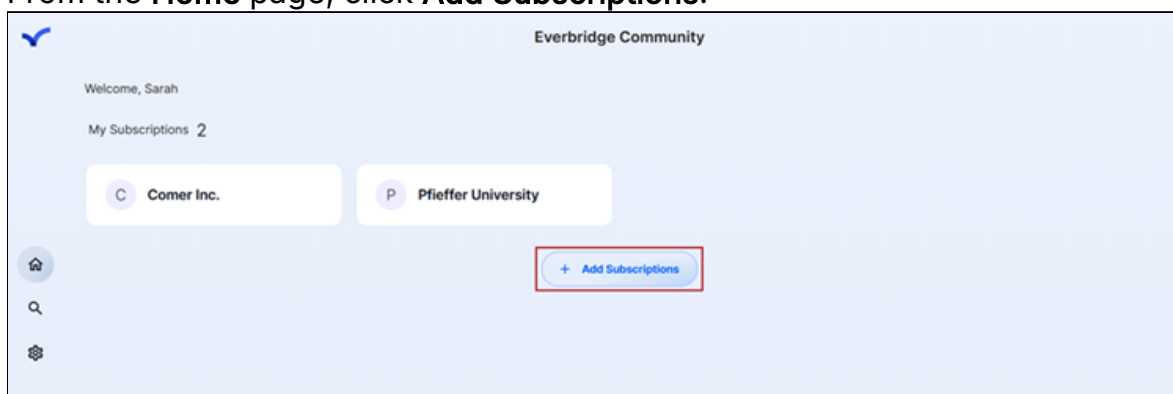 From the Home page, click Add Subscriptions.
Everbridge Community
Welcome, Sarah
My Subscriptions 2
C Comer Inc.
P Pfieffer University
+ Add Subscriptions